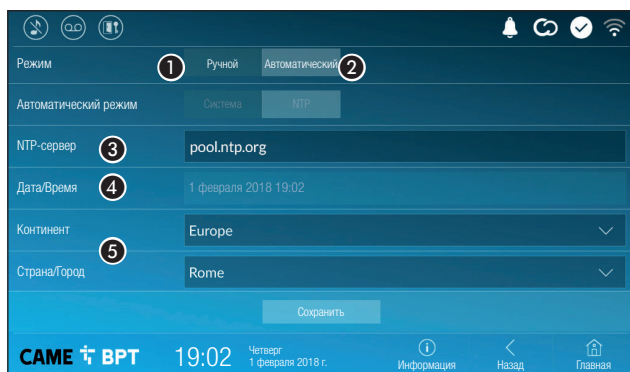 Режим 1 Ручной Автоматический 2
Автоматический режим Система NTP
NTP-сервер 3 pool.ntp.org
Дата/Время 4 1 февраля 2018 19:02
Континент Europe
5
Страна/Город Rome
Сохранить
CAME BPT 19:02 Четверг
1 февраля 2018 г.
Информация Назад Главная